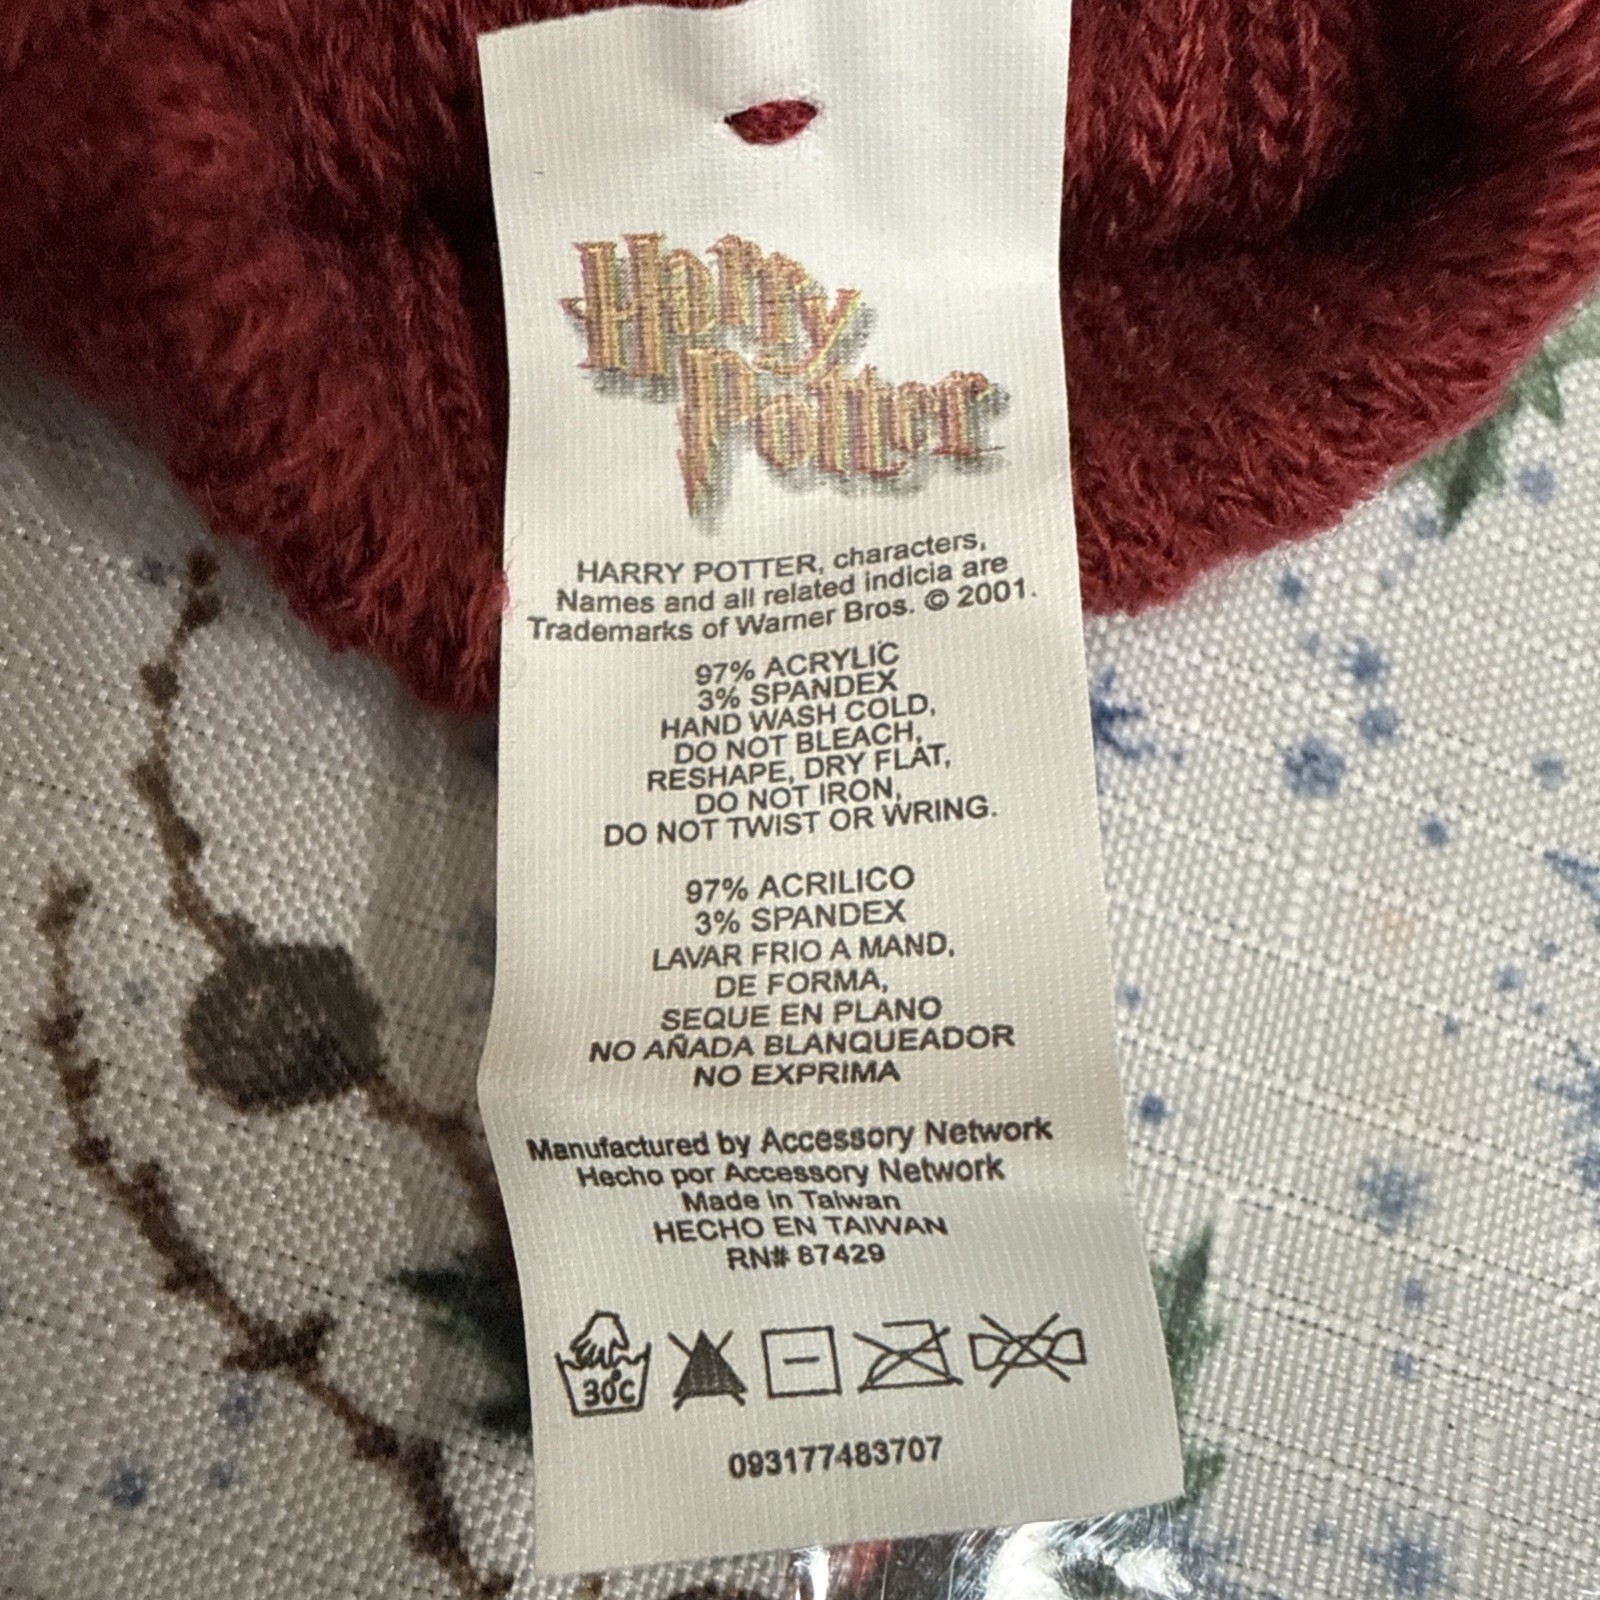 Harry
Potter
HARRY POTTER, characters,
Names and all related indicia are
Trademarks of Warner Bros. © 2001.
97% ACRYLIC
3% SPANDEX
HAND WASH COLD,
DO NOT BLEACH,
RESHAPE, DRY FLAT,
DO NOT IRON,
DO NOT TWIST OR WRING.
97% ACRILICO
3% SPANDEX
LAVAR FRIO A MAND,
DE FORMA,
SEQUE EN PLANO
NO AÑADA BLANQUEADOR
NO EXPRIMA
Manufactured by Accessory Network
Hecho por Accessory Network
Made in Taiwan
HECHO EN TAIWAN
RN# 87429
30°C
093177483707